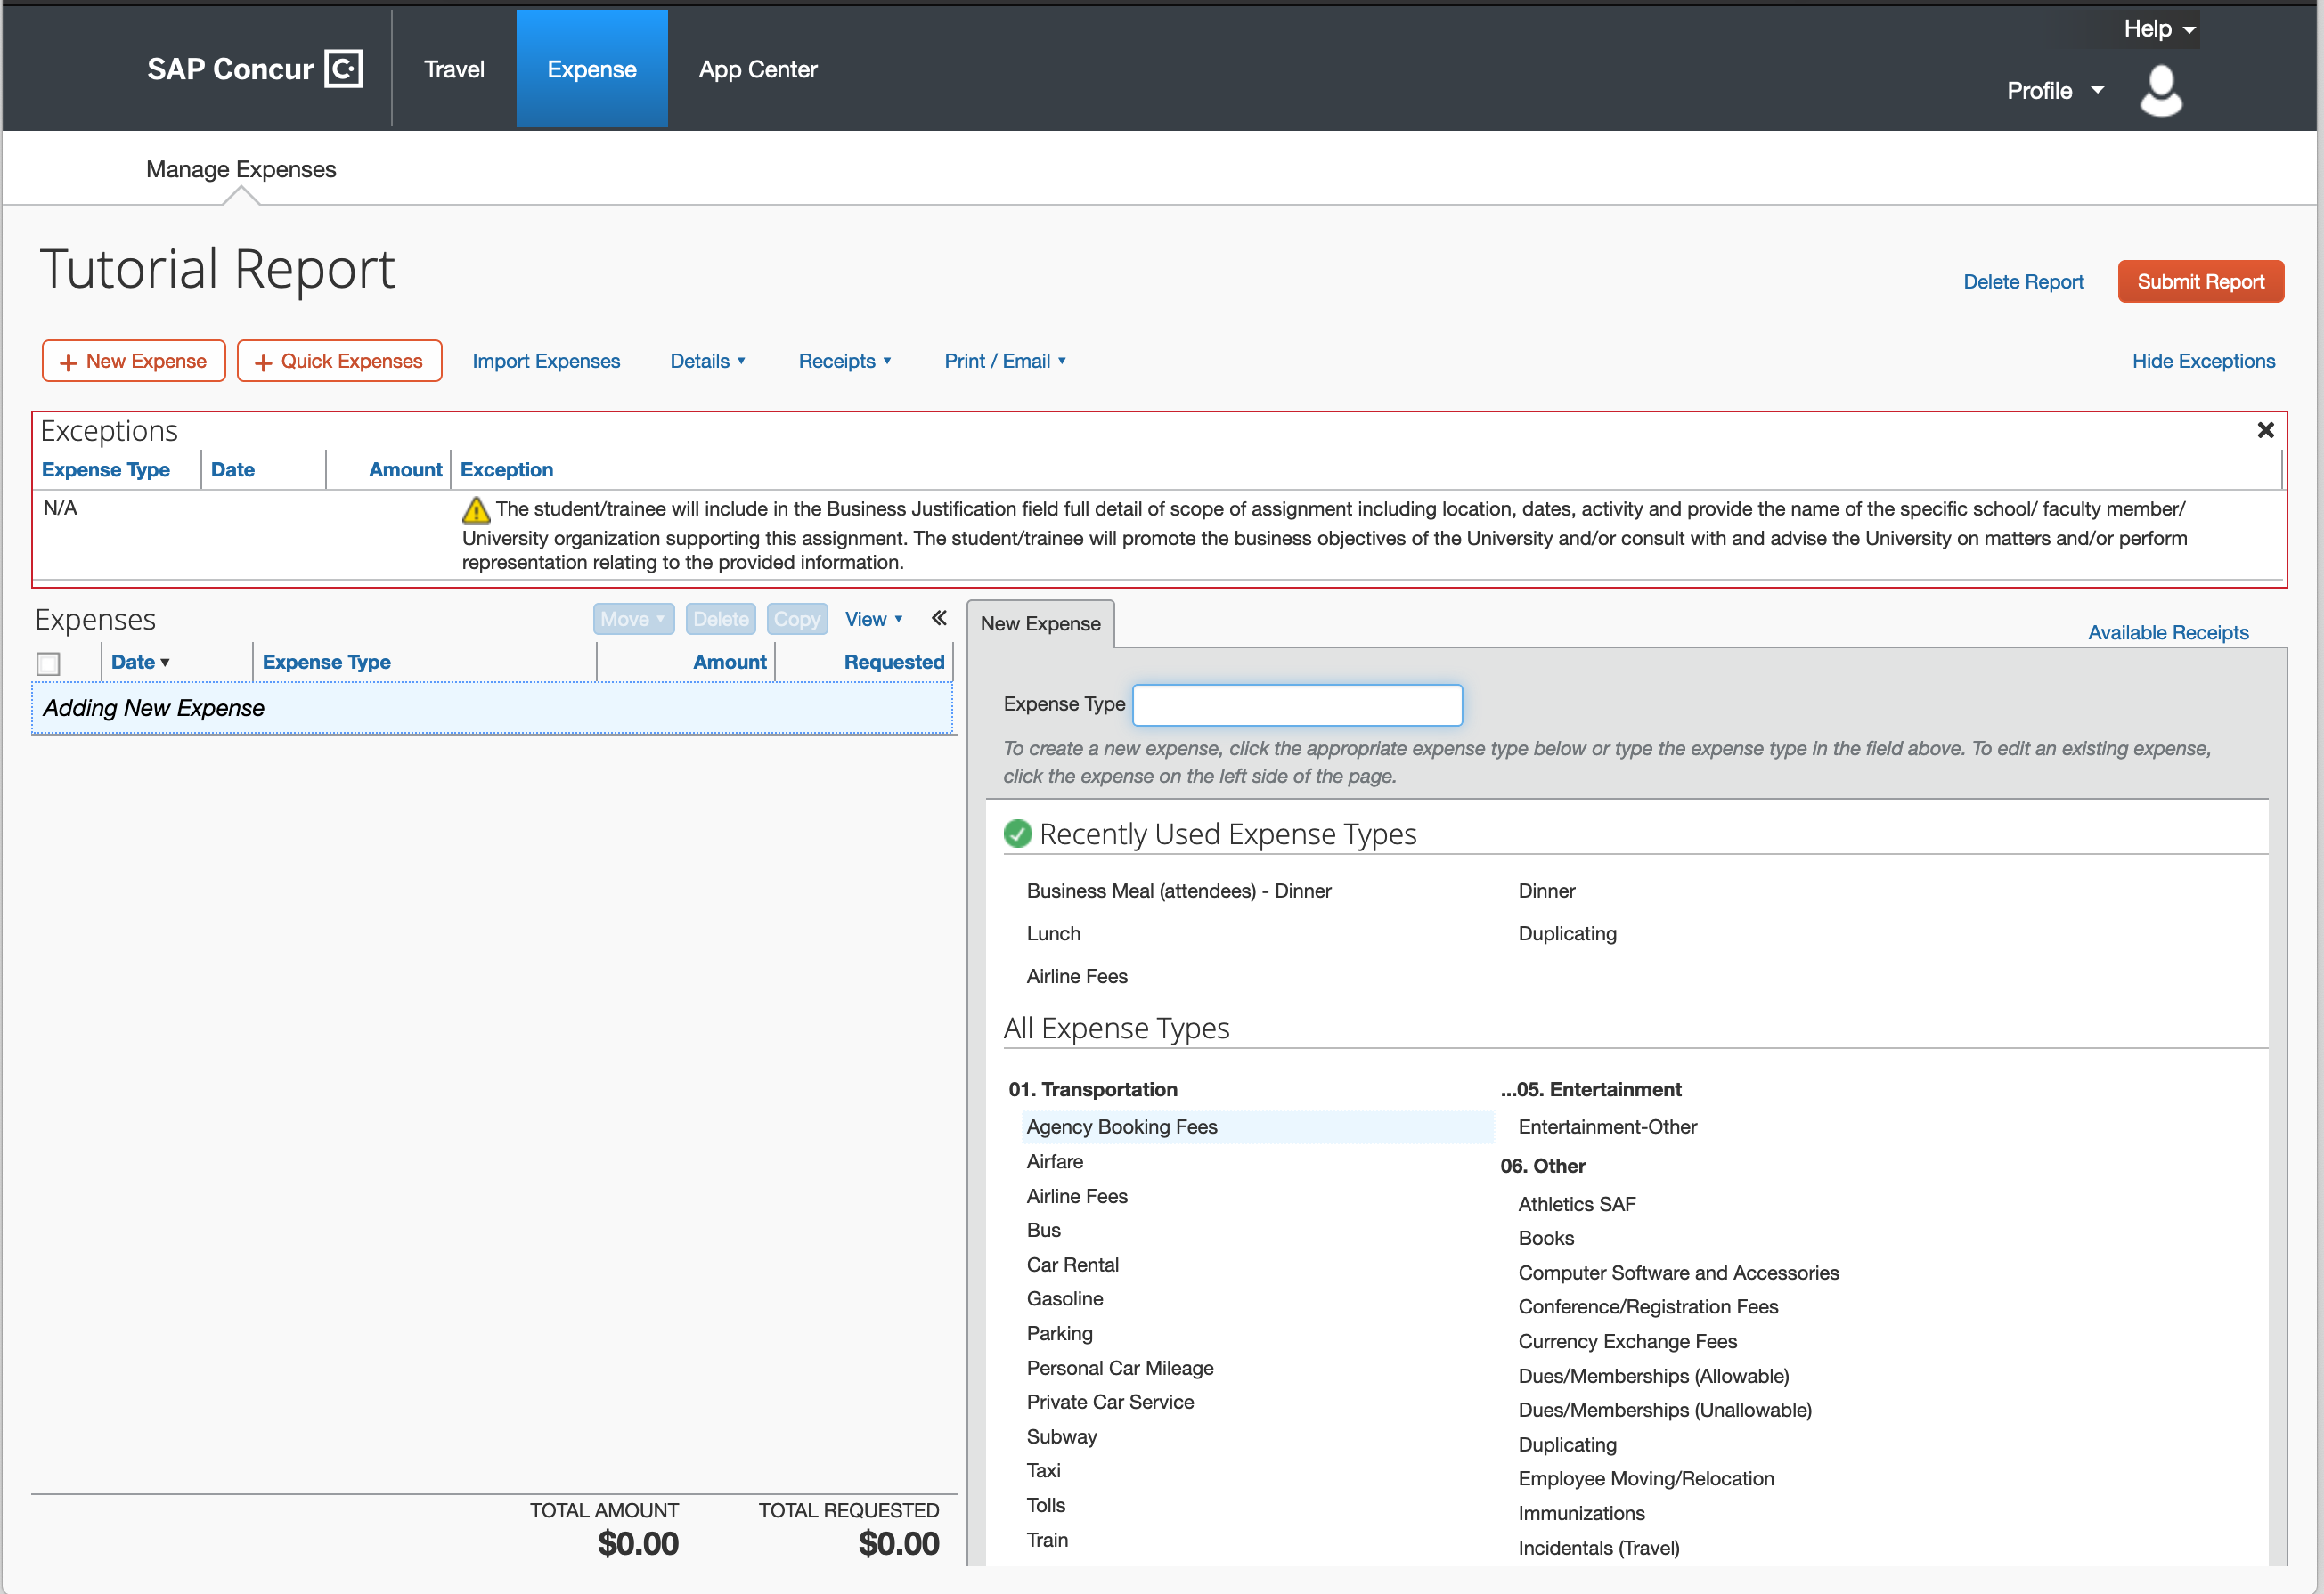 Help
SAP Concur C
Travel
Expense
App Center
Profile
Manage Expenses
Tutorial Report
Delete Report
Submit Report
+ New Expense
+ Quick Expenses
Import Expenses
Details
Receipts
Print / Email
Hide Exceptions
Exceptions
Expense Type Date Amount Exception
N/A
The student/trainee will include in the Business Justification field full detail of scope of assignment including location, dates, activity and provide the name of the specific school/ faculty member/
University organization supporting this assignment. The student/trainee will promote the business objectives of the University and/or consult with and advise the University on matters and/or perform
representation relating to the provided information.
Expenses
Move
Delete
Copy
View
Date Expense Type Amount Requested
Adding New Expense
TOTAL AMOUNT TOTAL REQUESTED
$0.00 $0.00
New Expense
Available Receipts
Expense Type
To create a new expense, click the appropriate expense type below or type the expense type in the field above. To edit an existing expense,
click the expense on the left side of the page.
Recently Used Expense Types
Business Meal (attendees) - Dinner
Dinner
Lunch
Duplicating
Airline Fees
All Expense Types
01. Transportation
Agency Booking Fees
Airfare
Airline Fees
Bus
Car Rental
Gasoline
Parking
Personal Car Mileage
Private Car Service
Subway
Taxi
Tolls
Train
...05. Entertainment
Entertainment-Other
06. Other
Athletics SAF
Books
Computer Software and Accessories
Conference/Registration Fees
Currency Exchange Fees
Dues/Memberships (Allowable)
Dues/Memberships (Unallowable)
Duplicating
Employee Moving/Relocation
Immunizations
Incidentals (Travel)